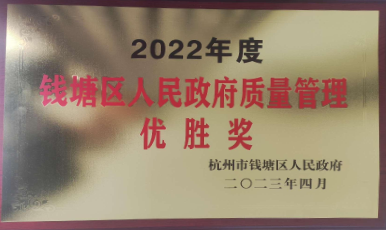 2022年度
钱塘区人民政府质量管理
优胜奖
杭州市钱塘区人民政府
二〇二三年四月